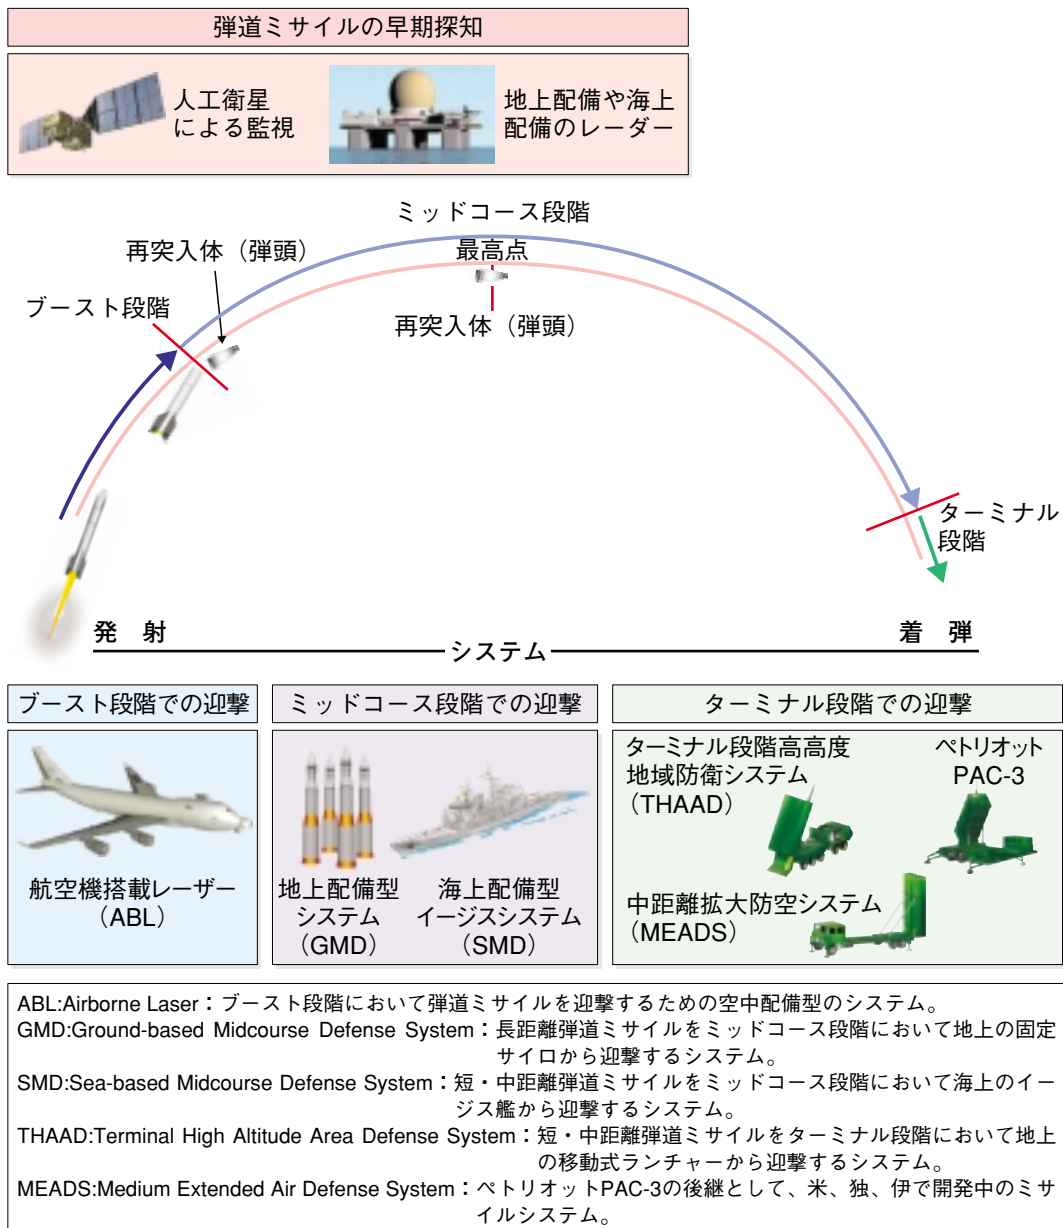 弾道ミサイルの早期探知
人工衛星
による監視
地上配備や海上
配備のレーダー
ミッドコース段階
再突入体（弾頭）
最高点
ブースト段階
再突入体（弾頭）
ターミナル
段階
発　射
着　弾
システム
ブースト段階での迎撃
航空機搭載レーザー
（ABL）
ミッドコース段階での迎撃
地上配備型
システム
（GMD）
海上配備型
イージスシステム
（SMD）
ターミナル段階での迎撃
ターミナル段階高高度
地域防衛システム
（THAAD）
ペトリオット
PAC-3
中距離拡大防空システム
（MEADS）
ABL:Airborne Laser：ブースト段階において弾道ミサイルを迎撃するための空中配備型のシステム。
GMD:Ground-based Midcourse Defense System：長距離弾道ミサイルをミッドコース段階において地上の固定
サイロから迎撃するシステム。
SMD:Sea-based Midcourse Defense System：短・中距離弾道ミサイルをミッドコース段階において海上のイー
ジス艦から迎撃するシステム。
THAAD:Terminal High Altitude Area Defense System：短・中距離弾道ミサイルをターミナル段階において地上
の移動式ランチャーから迎撃するシステム。
MEADS:Medium Extended Air Defense System：ペトリオットPAC-3の後継として、米、独、伊で開発中のミサ
イルシステム。